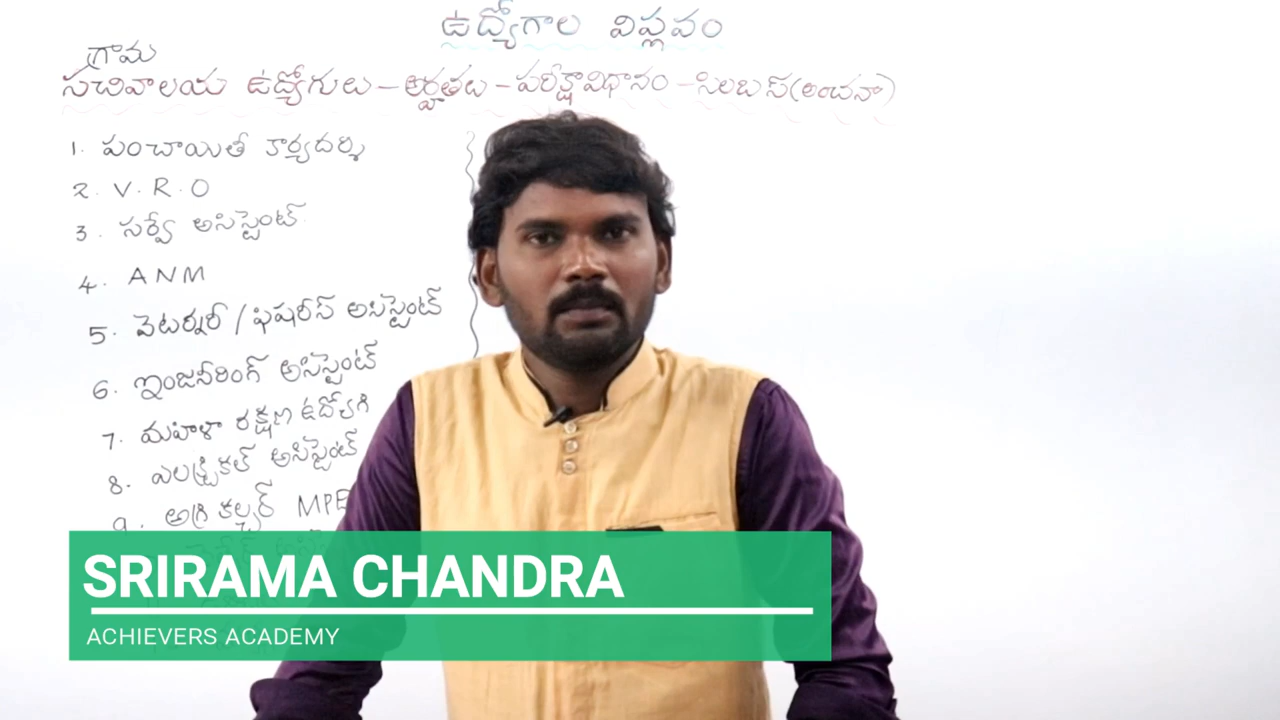 ఉద్యోగాల విప్లవం
గ్రామ
సచివాలయ ఉద్యోగులు - అర్హతలు - పరీక్షావిధానం - సిలబస్ (అంచనా)
1. పంచాయితీ కార్యదర్శి
2. V.R.O
3. సర్వే అసిస్టెంట్
4. ANM
5. వెటర్నరీ / ఫిషరీస్ అసిస్టెంట్
6. ఇంజనీరింగ్ అసిస్టెంట్
7. మహిళా రక్షణ ఉద్యోగి
8. ఎలక్ట్రికల్ అసిస్టెంట్
9. అగ్రికల్చర్
SRIRAMA CHANDRA
ACHIEVERS ACADEMY